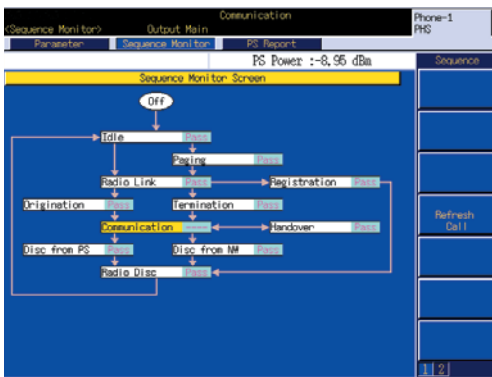 Communication
Phone-1
<Sequence Monitor> Output Main PHS
Parameter Sequence Monitor PS Report
PS Power :-8.95 dBm Sequence
Sequence Monitor Screen
Off
Idle Pass
Paging Pass
Radio Link Pass Registration Pass
Origination Pass Termination Pass
Refresh
Call
Communication ---- Handover Pass
Disc from PS Pass Disc from NW Pass
Radio Disc Pass
1 2